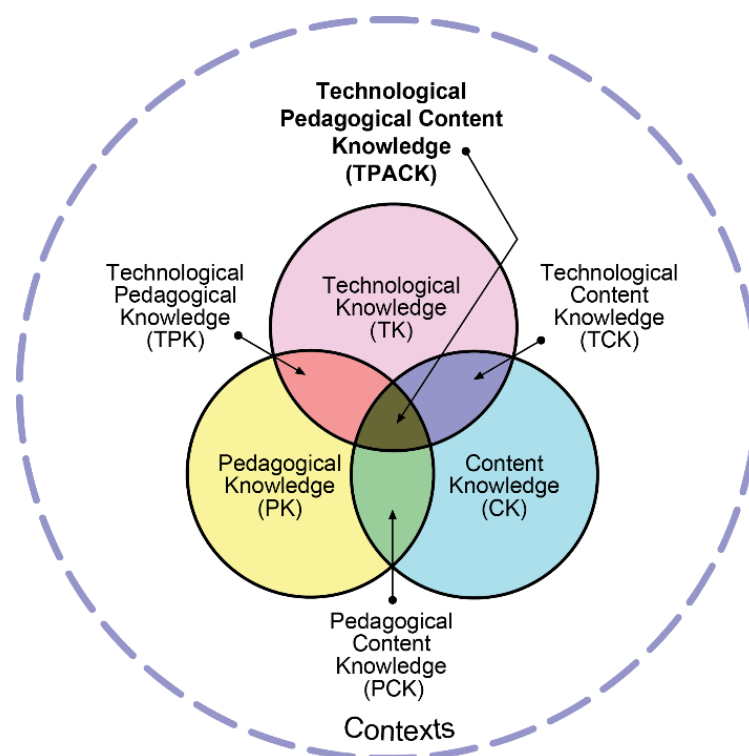 Technological
Pedagogical Content
Knowledge
(TPACK)
Technological
Pedagogical
Knowledge
(TPK)
Technological
Knowledge
(TK)
Technological
Content
Knowledge
(TCK)
Pedagogical
Knowledge
(PK)
Content
Knowledge
(CK)
Pedagogical
Content
Knowledge
(PCK)
Contexts